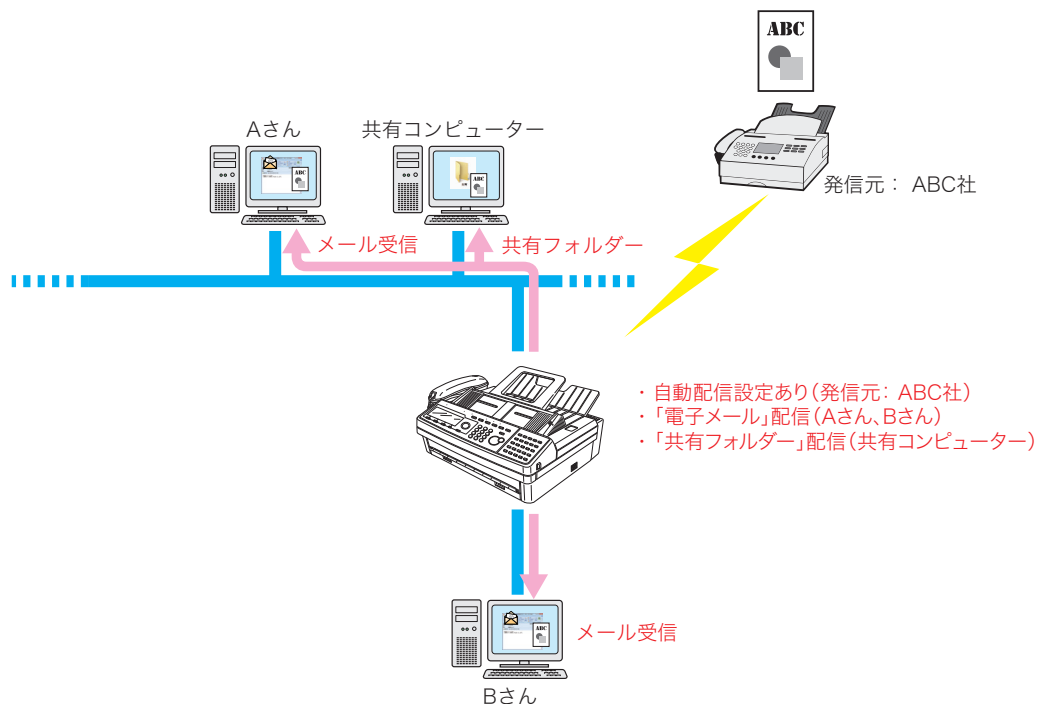 ABC
Aさん
共有コンピューター
ABC
ABC
発信元： ABC社
メール受信
共有フォルダー
・自動配信設定あり（発信元： ABC社）
・「電子メール」配信（Aさん、Bさん）
・「共有フォルダー」配信（共有コンピューター）
ABC
メール受信
Bさん